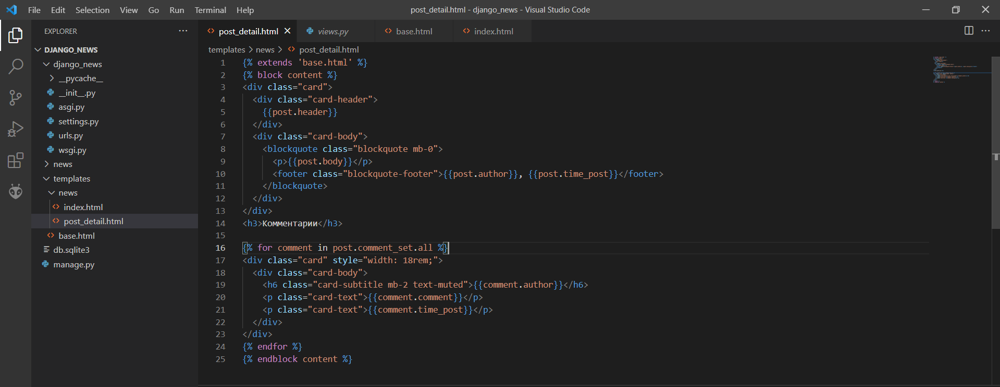 File Edit Selection View Go Run Terminal Help
post_detail.html - django_news - Visual Studio Code
EXPLORER
DJANGO_NEWS
django_news
__pycache__
__init__.py
asgi.py
settings.py
urls.py
wsgi.py
news
templates
news
index.html
post_detail.html
base.html
db.sqlite3
manage.py
post_detail.html views.py base.html index.html
templates > news > post_detail.html
1 {% extends 'base.html' %}
2 {% block content %}
3 <div class="card">
4 <div class="card-header">
5 {{post.header}}
6 </div>
7 <div class="card-body">
8 <blockquote class="blockquote mb-0">
9 <p>{{post.body}}</p>
10 <footer class="blockquote-footer">{{post.author}}, {{post.time_post}}</footer>
11 </blockquote>
12 </div>
13 </div>
14 <h3>Комментарии</h3>
15
16 {% for comment in post.comment_set.all %}
17 <div class="card" style="width: 18rem;">
18 <div class="card-body">
19 <h6 class="card-subtitle mb-2 text-muted">{{comment.author}}</h6>
20 <p class="card-text">{{comment.comment}}</p>
21 <p class="card-text">{{comment.time_post}}</p>
22 </div>
23 </div>
24 {% endfor %}
25 {% endblock content %}